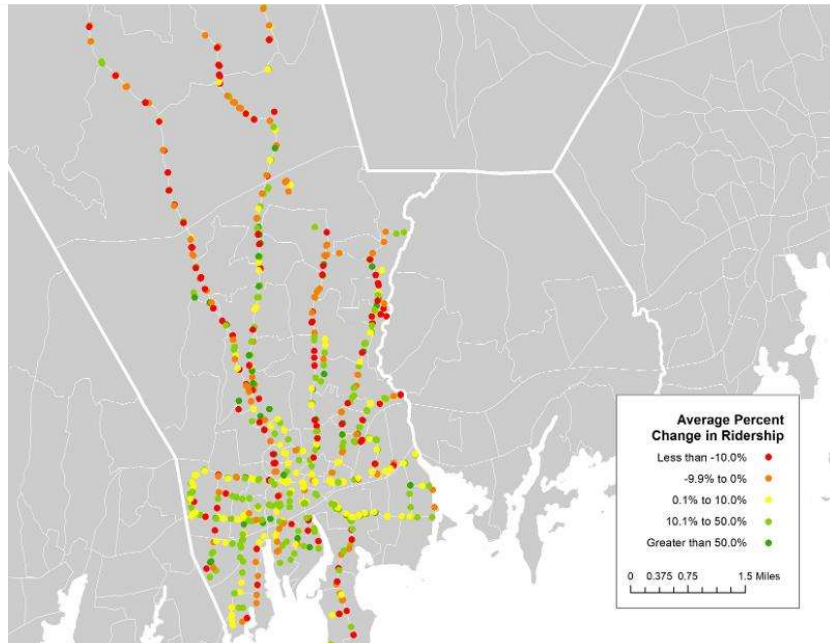 Average Percent
Change in Ridership
Less than -10.0%
-9.9% to 0%
0.1% to 10.0%
10.1% to 50.0%
Greater than 50.0%
0 0.375 0.75 1.5 Miles